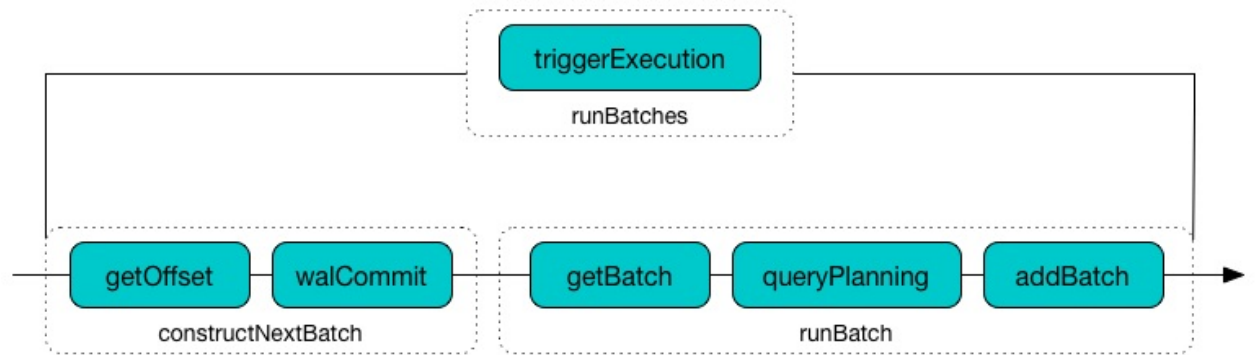 triggerExecution
runBatches
getOffset walCommit getBatch queryPlanning addBatch
constructNextBatch runBatch